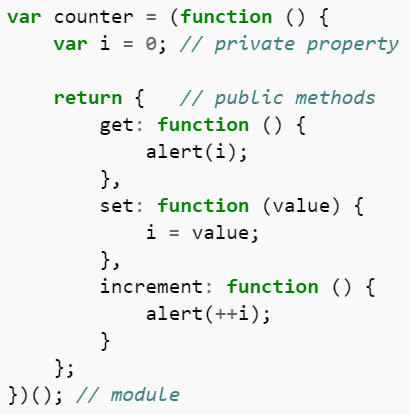 var counter = (function () {
    var i = 0; // private property

    return {   // public methods
        get: function () {
            alert(i);
        },
        set: function (value) {
            i = value;
        },
        increment: function () {
            alert(++i);
        }
    };
})(); // module